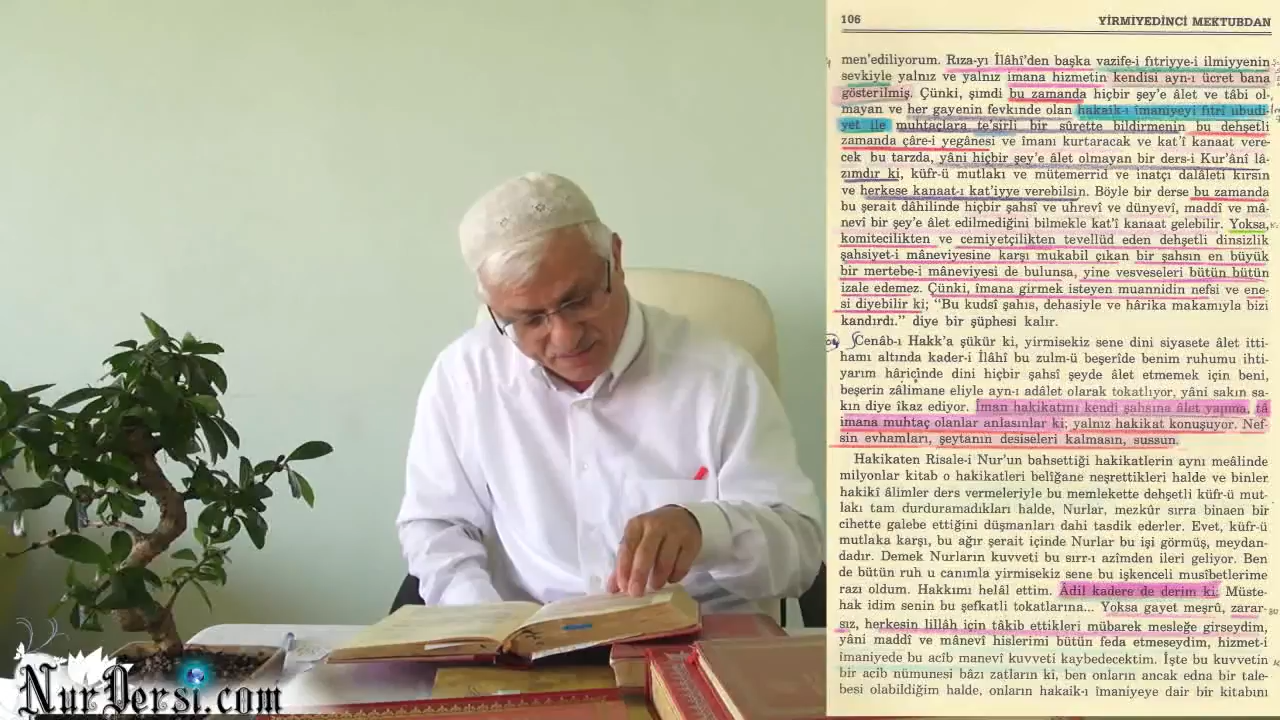 106 YİRMİYEDİNCİ MEKTUBDAN
men'ediliyorum. Rıza-yı İlâhî'den başka vazife-i fıtriyye-i ilmiyyenin
sevkiyle yalnız ve yalnız imana hizmetin kendisi ayn-ı ücret bana
gösterilmiş. Çünki, şimdi bu zamanda hiçbir şey'e âlet ve tâbi ol-
mayan ve her gayenin fevkınde olan hakaik-ı îmaniyeyi fıtrî ubudi-
yet ile muhtaçlara te'sirli bir sûrette bildirmenin bu dehşetli
zamanda çâre-i yegânesi ve imanı kurtaracak ve kat'î kanaat vere-
cek bu tarzda, yâni hiçbir şey'e âlet olmayan bir ders-i Kur'ânî lâ-
zımdır ki, küfr-ü mutlakı ve mütemerrid ve inatçı dalâleti kırsın
ve herkese kanaat-ı kat'iyye verebilsin. Böyle bir derse bu zamanda
bu şerait dâhilinde hiçbir şahsî ve uhrevî ve dünyevî, maddî ve mâ-
nevî bir şey'e âlet edilmediğini bilmekle kat'î kanaat gelebilir. Yoksa,
komitecilikten ve cemiyetçilikten tevellüd eden dehşetli dinsizlik
şahsiyet-i mâneviyesine karşı mukabil çıkan bir şahsın en büyük
bir mertebe-i mâneviyesi de bulunsa, yine vesveseleri bütün bütün
izale edemez. Çünki, îmana girmek isteyen muannidin nefsi ve ene-
si diyebilir ki; "Bu kudsî şahıs, dehasiyle ve hârika makamıyla bizi
kandırdı." diye bir şüphesi kalır.
Cenâb-ı Hakk'a şükür ki, yirmisekiz sene dini siyasete âlet itti-
hamı altında kader-i İlâhî bu zulm-ü beşerîde benim ruhumu ihti-
yarım hâricinde dini hiçbir şahsî şeyde âlet etmemek için beni,
beşerin zâlimane eliyle ayn-ı adâlet olarak tokatlıyor, yâni sakın sa-
kın diye îkaz ediyor. İman hakikatını kendi şahsına âlet yapma, tâ
imana muhtaç olanlar anlasınlar ki; yalnız hakikat konuşuyor. Nef-
sin evhamları, şeytanın desiseleri kalmasın, sussun.
Hakikaten Risale-i Nur'un bahsettiği hakikatlerin aynı meâlinde
milyonlar kitab o hakikatleri belîğane neşrettikleri halde ve binler
hakikî âlimler ders vermeleriyle bu memlekette dehşetli küfr-ü mut-
lakı tam durduramadıkları halde, Nurlar, mezkûr sırra binaen bir
cihette galebe ettiğini düşmanları dahi tasdik ederler. Evet, küfr-ü
mutlaka karşı, bu ağır şerait içinde Nurlar bu işi görmüş, meydan-
dadır. Demek Nurların kuvveti bu sırr-ı azîmden ileri geliyor. Ben
de bütün ruh u canımla yirmisekiz sene bu işkenceli musîbetlerime
razı oldum. Hakkımı helâl ettim. Âdil kadere de derim ki: Müste-
hak idim senin bu şefkatli tokatlarına... Yoksa gayet meşrû, zarar-
sız, herkesin lillâh için tâkib ettikleri mübarek mesleğe girseydim,
yâni maddî ve mânevî hislerimi bütün feda etmeseydim, hizmet-i
îmaniyede bu acîb manevî kuvveti kaybedecektim. İşte bu kuvvetin
bir acib nümunesi bâzı zatların ki, ben onların ancak edna bir tale-
besi olabildiğim halde, onların hakaik-ı îmaniyeye dair bir kitabını
NurDersi.com